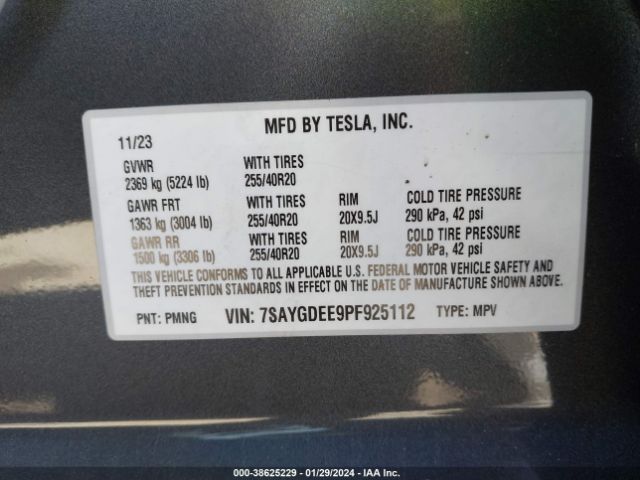 MFD BY TESLA, INC.
11/23
GVWR WITH TIRES
2369 kg (5224 lb) 255/40R20
GAWR FRT WITH TIRES RIM COLD TIRE PRESSURE
1363 kg (3004 lb) 255/40R20 20X9.5J 290 kPa, 42 psi
GAWR RR WITH TIRES RIM COLD TIRE PRESSURE
1500 kg (3306 lb) 255/40R20 20X9.5J 290 kPa, 42 psi
THIS VEHICLE CONFORMS TO ALL APPLICABLE U.S. FEDERAL MOTOR VEHICLE SAFETY AND
THEFT PREVENTION STANDARDS IN EFFECT ON THE DATE OF MANUFACTURE SHOWN ABOVE.
PNT: PMNG VIN: 7SAYGDEE9PF925112 TYPE: MPV
000-38625229 - 01/29/2024 - IAA Inc.